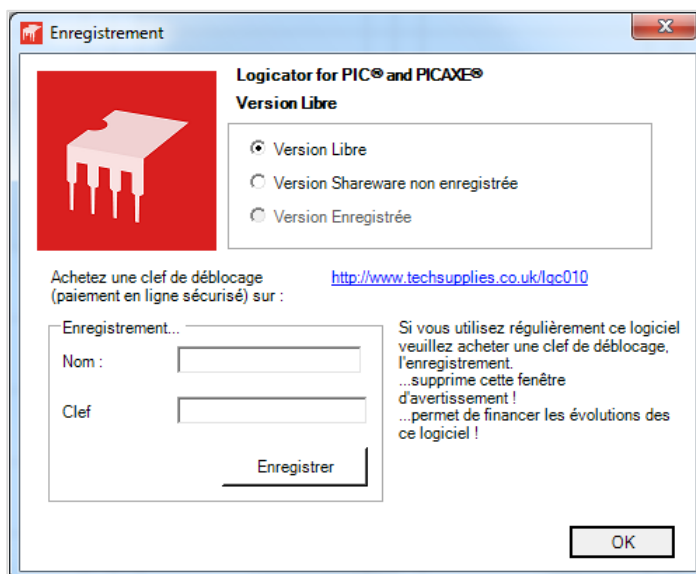 Enregistrement
Logicator for PIC® and PICAXE®
Version Libre
Version Libre
Version Shareware non enregistrée
Version Enregistrée
Achetez une clef de déblocage
(paiement en ligne sécurisé) sur :
http://www.techsupplies.co.uk/lgc010
Enregistrement...
Nom :
Clef
Enregistrer
Si vous utilisez régulièrement ce logiciel
veuillez acheter une clef de déblocage,
l'enregistrement.
...supprime cette fenêtre
d'avertissement !
...permet de financer les évolutions des
ce logiciel !
OK